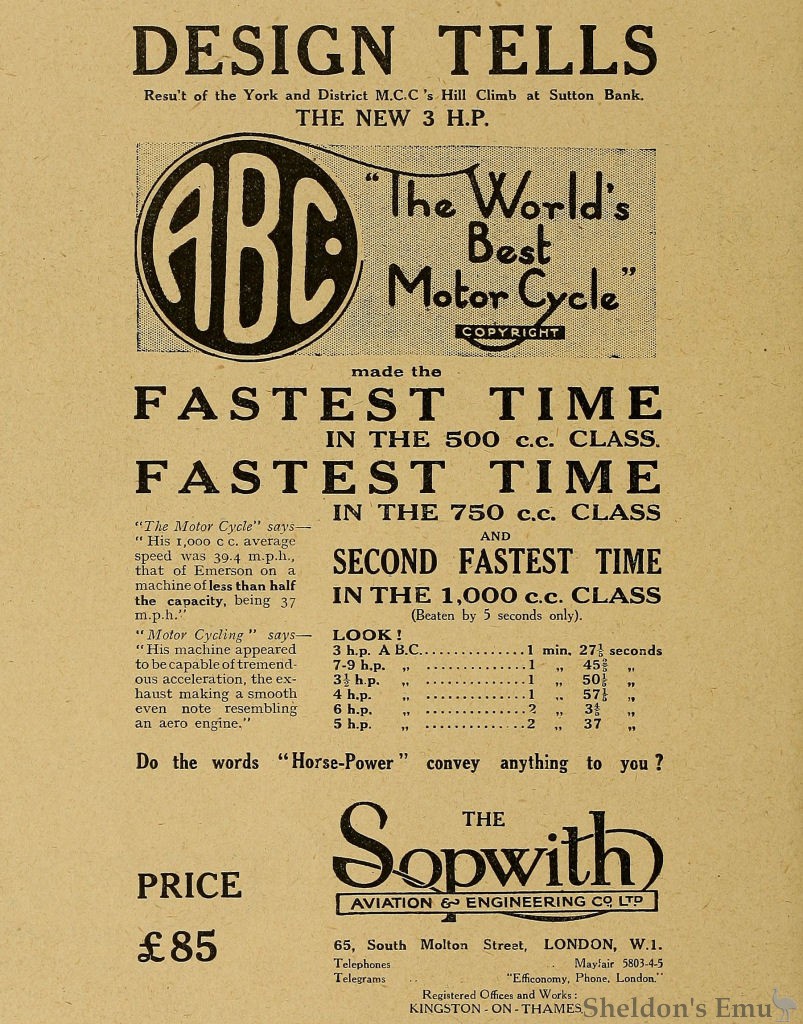 DESIGN TELLS
Resu't of the York and District M.C.C 's Hill Climb at Sutton Bank.
THE NEW 3 H.P.
ABC.
"The World's
Best
Motor Cycle"
COPYRIGHT
made the
FASTEST TIME
IN THE 500 c.c. CLASS.
FASTEST TIME
IN THE 750 c.c. CLASS
AND
SECOND FASTEST TIME
IN THE 1,000 c.c. CLASS
(Beaten by 5 seconds only).
"The Motor Cycle" says—
" His 1,000 c c. average
speed was 39.4 m.p.h.,
that of Emerson on a
machine of less than half
the capacity, being 37
m.p.h."
"Motor Cycling" says—
"His machine appeared
to be capable of tremend-
ous acceleration, the ex-
haust making a smooth
even note resembling
an aero engine."
LOOK!
3 h.p. A B.C. .............. 1 min. 27⅕ seconds
7-9 h.p. „ .............. 1 „ 45⅗ „
3½ h.p. „ .............. 1 „ 50⅕ „
4 h.p. „ .............. 1 „ 57⅕ „
6 h.p. „ .............. 2 „ 3⅘ „
5 h.p. „ .............. 2 „ 37 „
Do the words "Horse-Power" convey anything to you?
PRICE
£85
THE
Sopwith
AVIATION & ENGINEERING CO LTD
65, South Molton Street, LONDON, W.1.
Telephones .. Mayfair 5803-4-5
Telegrams .. "Efficonomy, Phone, London."
Registered Offices and Works:
KINGSTON - ON - THAMES
Sheldon's Emu